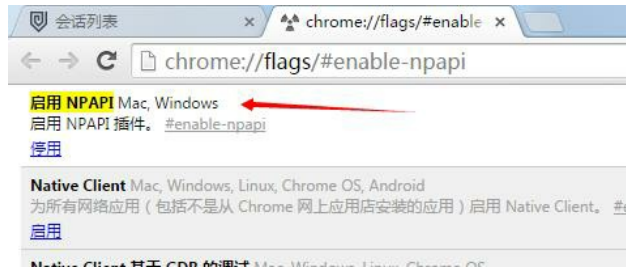 会话列表
chrome://flags/#enable
chrome://flags/#enable-npapi
启用 NPAPI Mac, Windows
启用 NPAPI 插件。 #enable-npapi
停用
Native Client Mac, Windows, Linux, Chrome OS, Android
为所有网络应用（包括不是从 Chrome 网上应用店安装的应用）启用 Native Client。
启用
Native Client 基于 GDB 的调试 Mac, Windows, Linux, Chrome OS